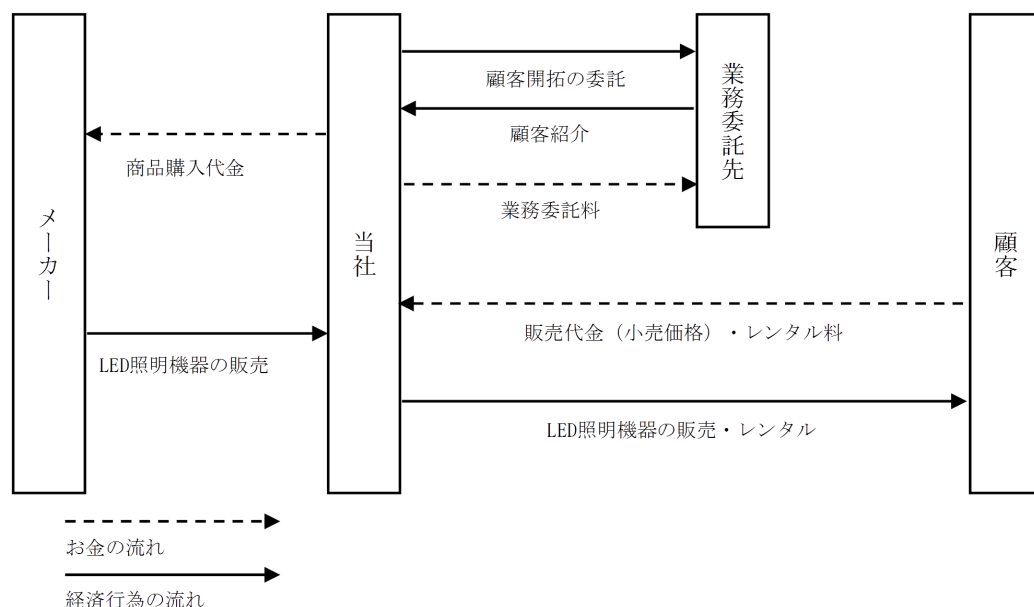 顧客開拓の委託
顧客紹介
業務委託先
商品購入代金
業務委託料
メーカー
当社
顧客
販売代金（小売価格）・レンタル料
LED照明機器の販売
LED照明機器の販売・レンタル
お金の流れ
経済行為の流れ